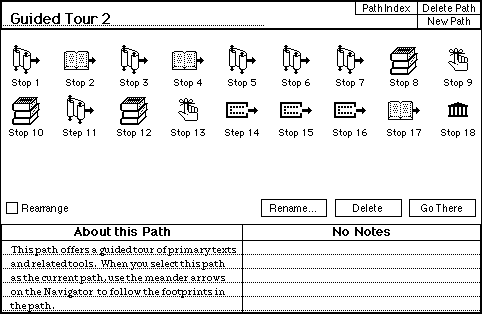 Guided Tour 2
Path Index Delete Path
New Path
Stop 1 Stop 2 Stop 3 Stop 4 Stop 5 Stop 6 Stop 7 Stop 8 Stop 9
Stop 10 Stop 11 Stop 12 Stop 13 Stop 14 Stop 15 Stop 16 Stop 17 Stop 18
Rearrange Rename... Delete Go There
About this Path
This path offers a guided tour of primary texts
and related tools. When you select this path
as the current path, use the meander arrows
on the Navigator to follow the footprints in
the path.
No Notes